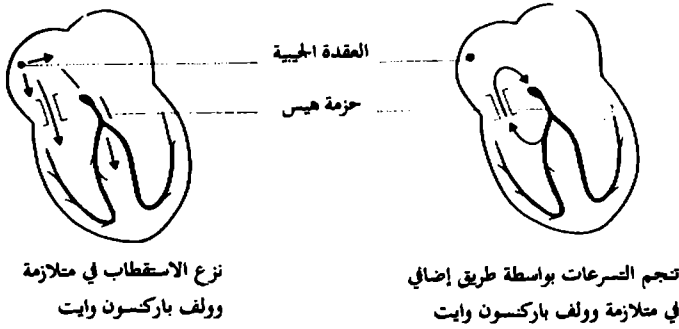 العقدة الجيبية
حزمة هيس
تنجم التسرعات بواسطة طريق إضافي
في متلازمة وولف باركنسون وايت
نزع الاستقطاب في متلازمة
وولف باركنسون وايت